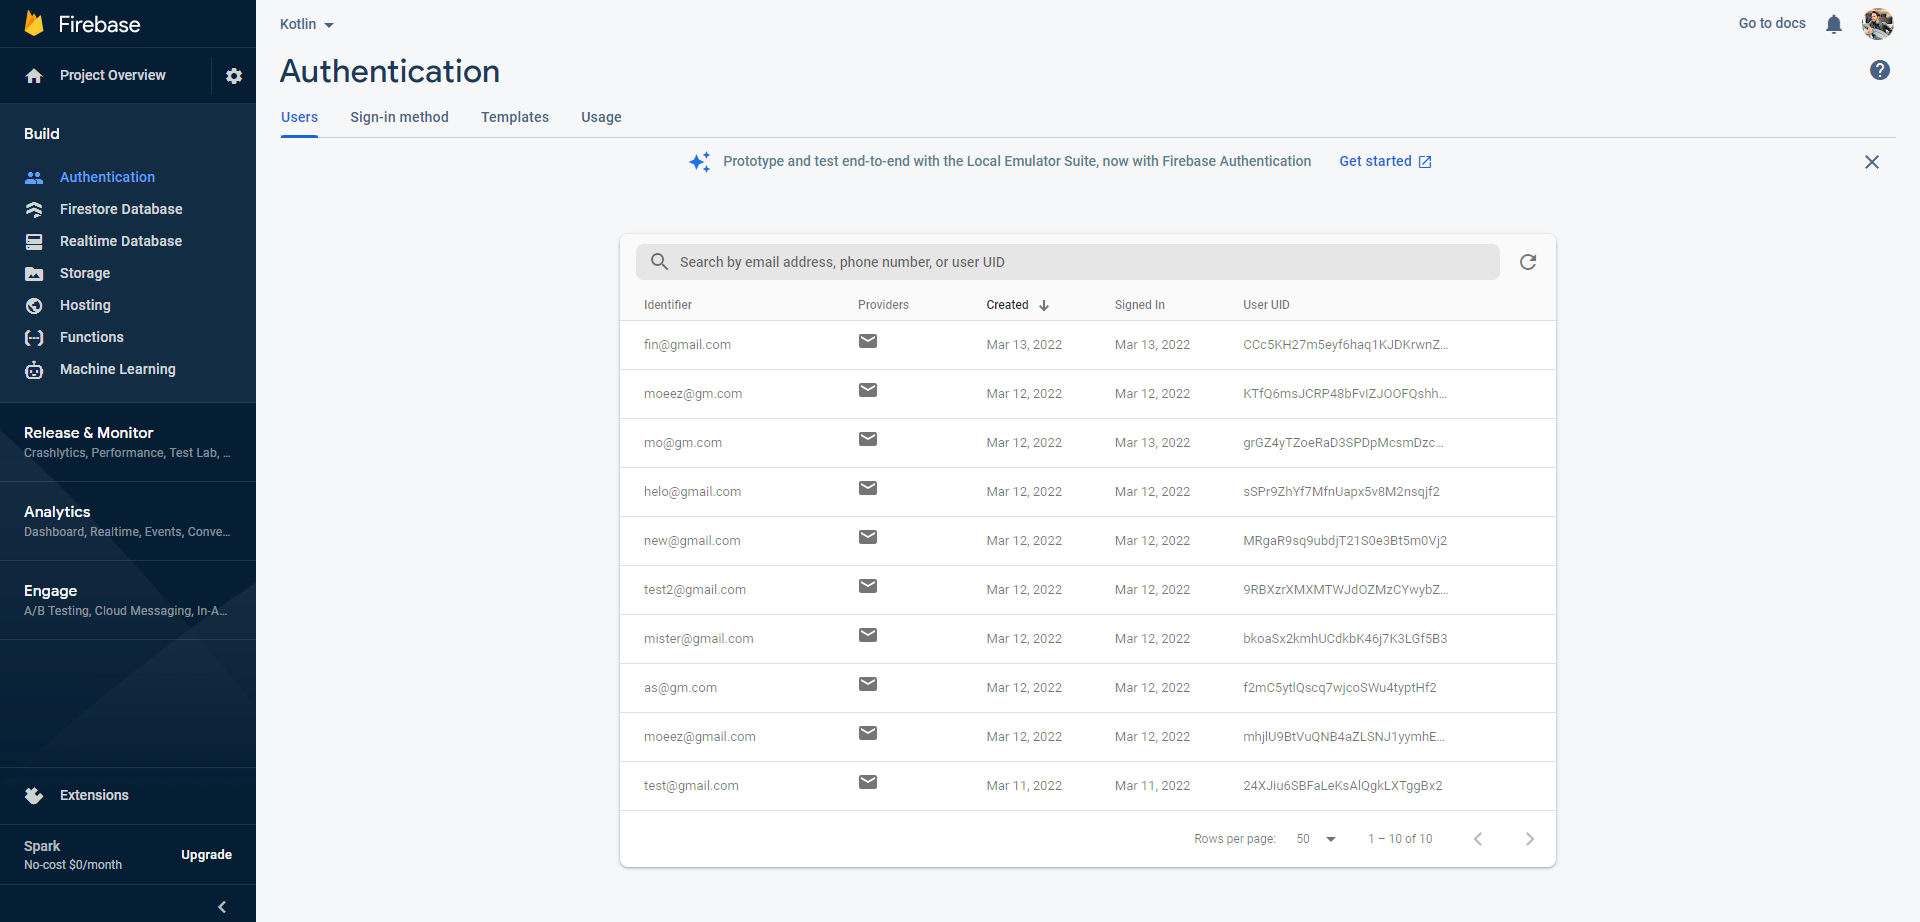 Firebase
Project Overview
Build
Authentication
Firestore Database
Realtime Database
Storage
Hosting
Functions
Machine Learning
Release & Monitor
Crashlytics, Performance, Test Lab, ...
Analytics
Dashboard, Realtime, Events, Conve...
Engage
A/B Testing, Cloud Messaging, In-A...
Extensions
Spark
No-cost $0/month
Upgrade
Kotlin
Go to docs
Authentication
Users Sign-in method Templates Usage
Prototype and test end-to-end with the Local Emulator Suite, now with Firebase Authentication Get started
Search by email address, phone number, or user UID
Identifier Providers Created Signed In User UID
fin@gmail.com Mar 13, 2022 Mar 13, 2022 CCc5KH27m5eyf6haq1KJDKrwnZ...
moeez@gm.com Mar 12, 2022 Mar 12, 2022 KTfQ6msJCRP48bFvIZJOOFQshh...
mo@gm.com Mar 12, 2022 Mar 13, 2022 grGZ4yTZoeRaD3SPDpMcsmDzc...
helo@gmail.com Mar 12, 2022 Mar 12, 2022 sSPr9ZhYf7MfnUapx5v8M2nsqjf2
new@gmail.com Mar 12, 2022 Mar 12, 2022 MRgaR9sq9ubdjT21S0e3Bt5m0Vj2
test2@gmail.com Mar 12, 2022 Mar 12, 2022 9RBXzrXMXMTWJdOZMzCYwybZ...
mister@gmail.com Mar 12, 2022 Mar 12, 2022 bkoaSx2kmhUCdkbK46j7K3LGf5B3
as@gm.com Mar 12, 2022 Mar 12, 2022 f2mC5ytlQscq7wjcoSWu4typtHf2
moeez@gmail.com Mar 12, 2022 Mar 12, 2022 mhjlU9BtVuQNB4aZLSNJ1yymhE...
test@gmail.com Mar 11, 2022 Mar 11, 2022 24XJiu6SBFaLeKsAlQgkLXTggBx2
Rows per page: 50 1 – 10 of 10